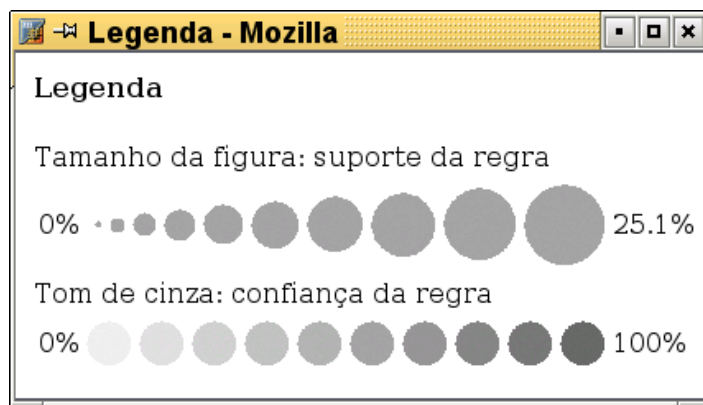 Legenda - Mozilla
Legenda
Tamanho da figura: suporte da regra
0% 25.1%
Tom de cinza: confiança da regra
0% 100%